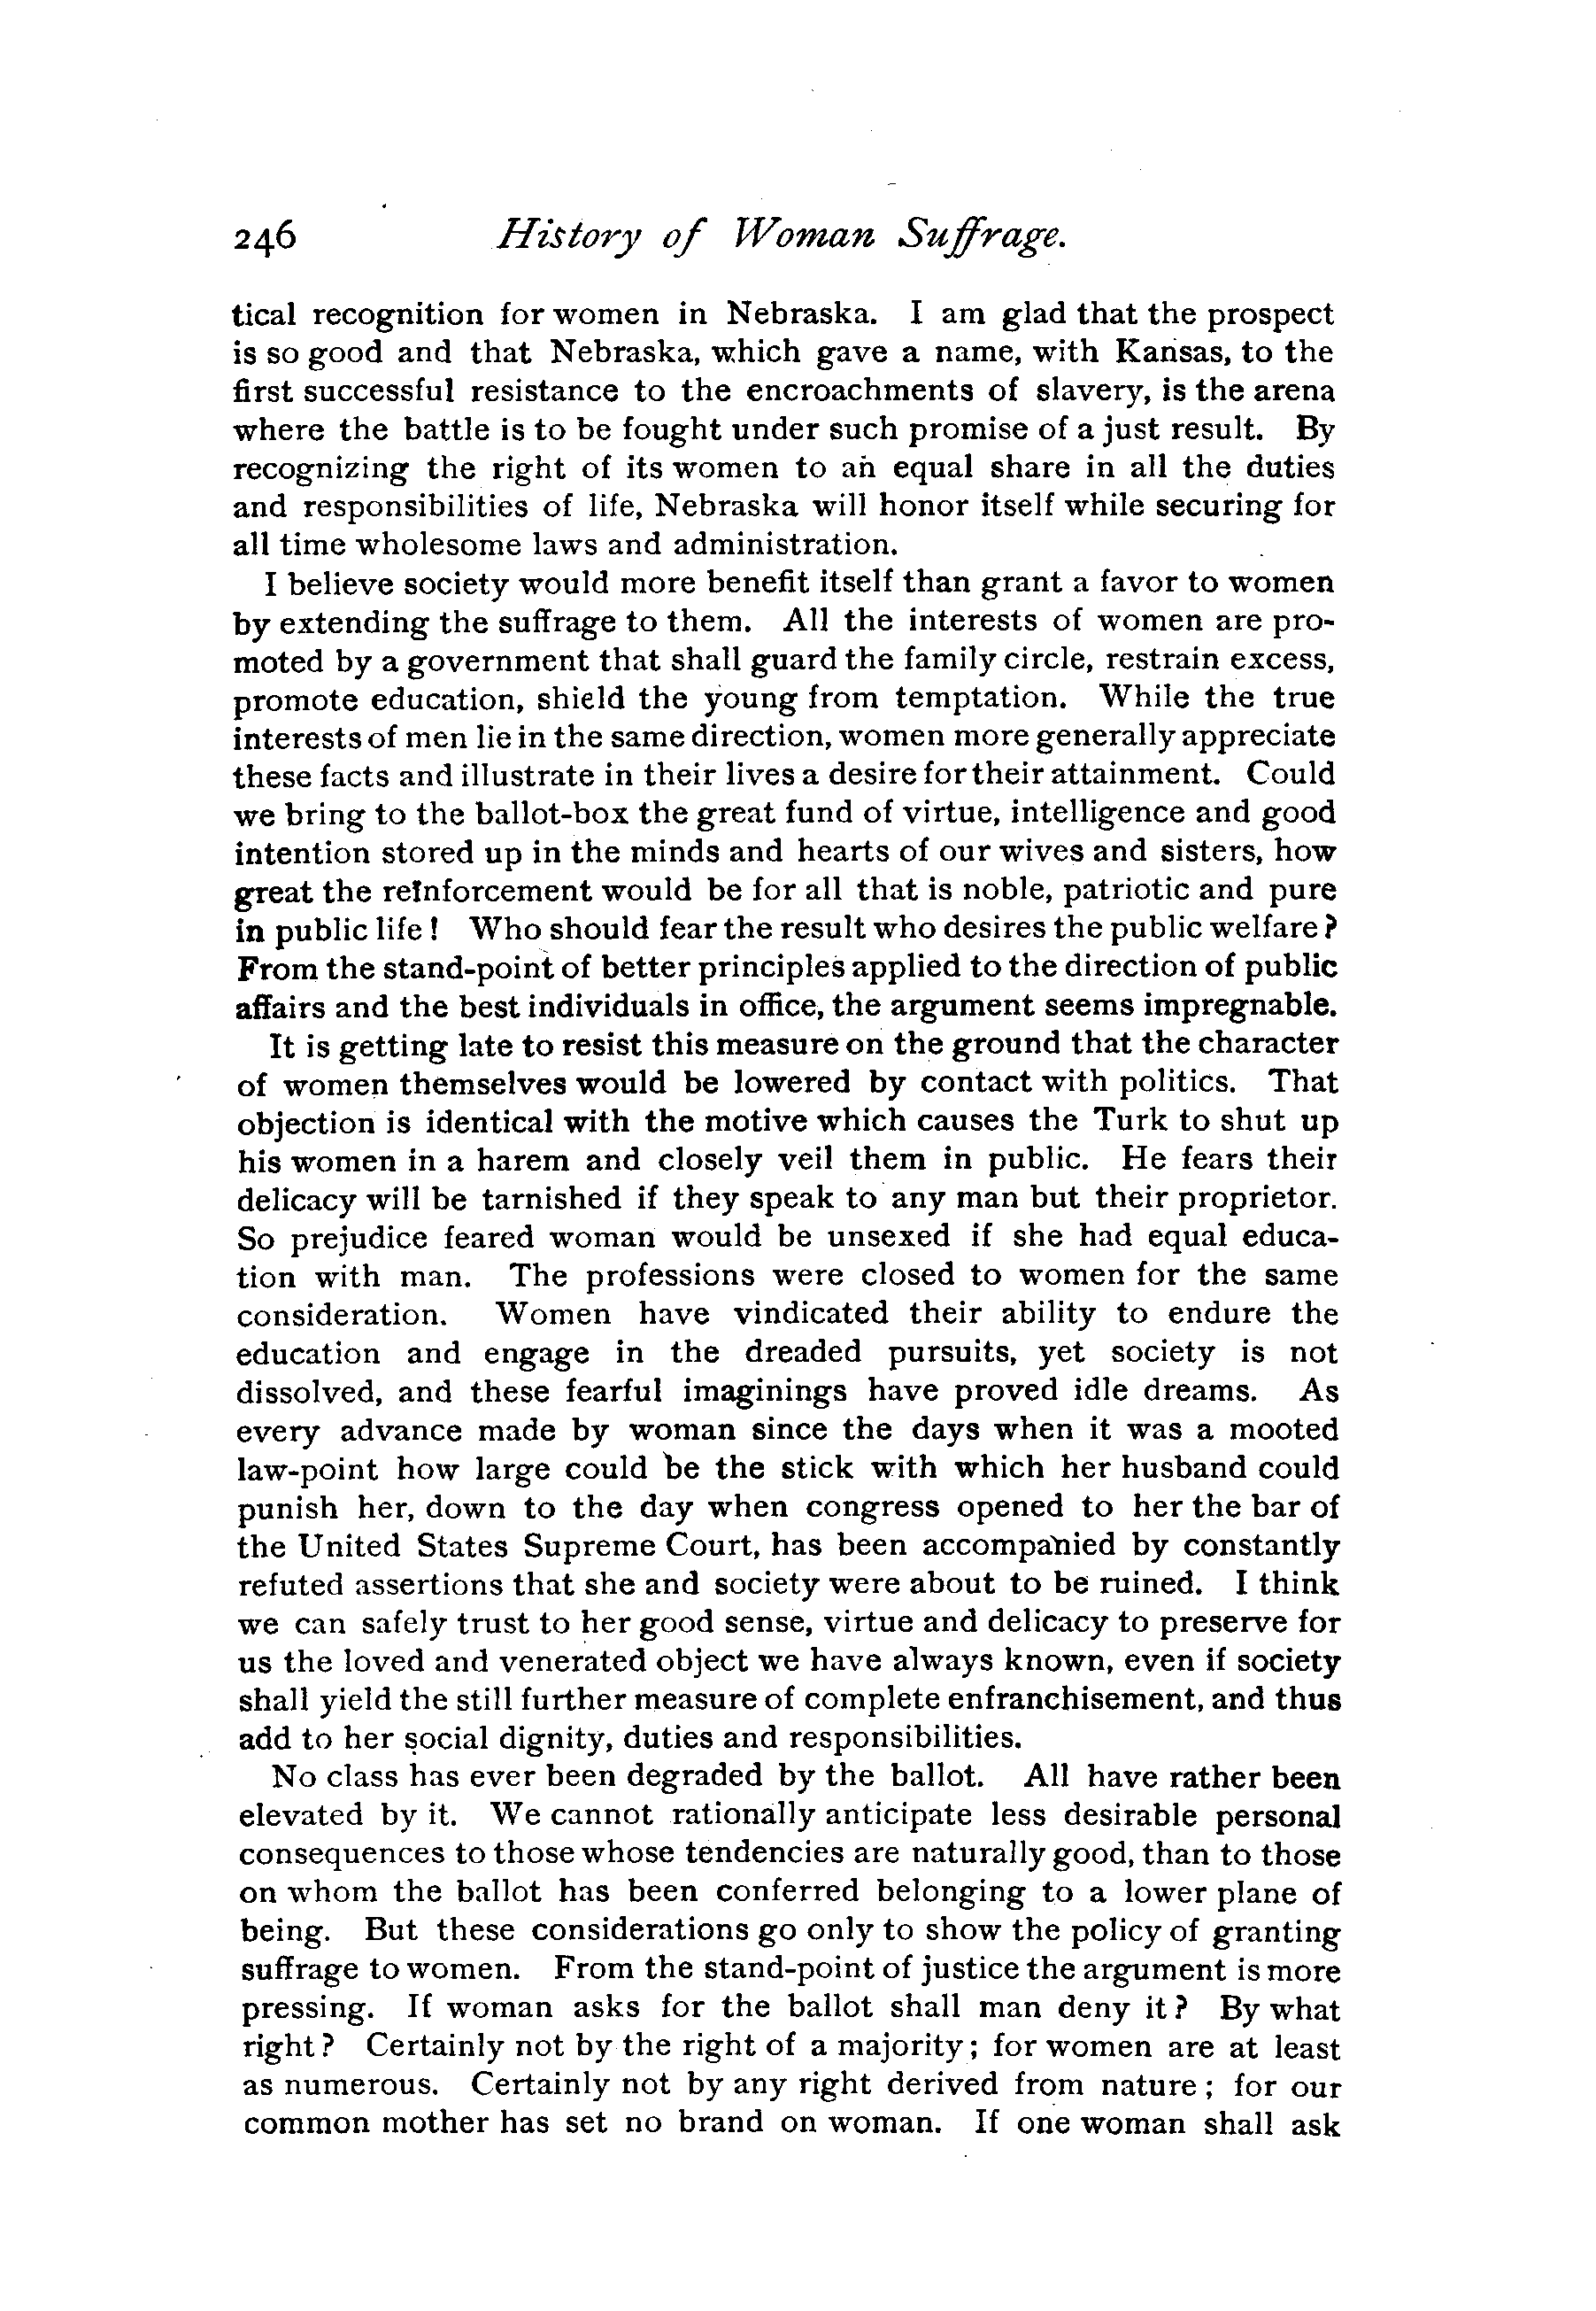 246 History of Woman Suffrage.
tical recognition for women in Nebraska. I am glad that the prospect
is so good and that Nebraska, which gave a name, with Kansas, to the
first successful resistance to the encroachments of slavery, is the arena
where the battle is to be fought under such promise of a just result. By
recognizing the right of its women to an equal share in all the duties
and responsibilities of life, Nebraska will honor itself while securing for
all time wholesome laws and administration.
I believe society would more benefit itself than grant a favor to women
by extending the suffrage to them. All the interests of women are pro-
moted by a government that shall guard the family circle, restrain excess,
promote education, shield the young from temptation. While the true
interests of men lie in the same direction, women more generally appreciate
these facts and illustrate in their lives a desire for their attainment. Could
we bring to the ballot-box the great fund of virtue, intelligence and good
intention stored up in the minds and hearts of our wives and sisters, how
great the reïnforcement would be for all that is noble, patriotic and pure
in public life! Who should fear the result who desires the public welfare?
From the stand-point of better principles applied to the direction of public
affairs and the best individuals in office, the argument seems impregnable.
It is getting late to resist this measure on the ground that the character
of women themselves would be lowered by contact with politics. That
objection is identical with the motive which causes the Turk to shut up
his women in a harem and closely veil them in public. He fears their
delicacy will be tarnished if they speak to any man but their proprietor.
So prejudice feared woman would be unsexed if she had equal educa-
tion with man. The professions were closed to women for the same
consideration. Women have vindicated their ability to endure the
education and engage in the dreaded pursuits, yet society is not
dissolved, and these fearful imaginings have proved idle dreams. As
every advance made by woman since the days when it was a mooted
law-point how large could be the stick with which her husband could
punish her, down to the day when congress opened to her the bar of
the United States Supreme Court, has been accompanied by constantly
refuted assertions that she and society were about to be ruined. I think
we can safely trust to her good sense, virtue and delicacy to preserve for
us the loved and venerated object we have always known, even if society
shall yield the still further measure of complete enfranchisement, and thus
add to her social dignity, duties and responsibilities.
No class has ever been degraded by the ballot. All have rather been
elevated by it. We cannot rationally anticipate less desirable personal
consequences to those whose tendencies are naturally good, than to those
on whom the ballot has been conferred belonging to a lower plane of
being. But these considerations go only to show the policy of granting
suffrage to women. From the stand-point of justice the argument is more
pressing. If woman asks for the ballot shall man deny it? By what
right? Certainly not by the right of a majority; for women are at least
as numerous. Certainly not by any right derived from nature; for our
common mother has set no brand on woman. If one woman shall ask